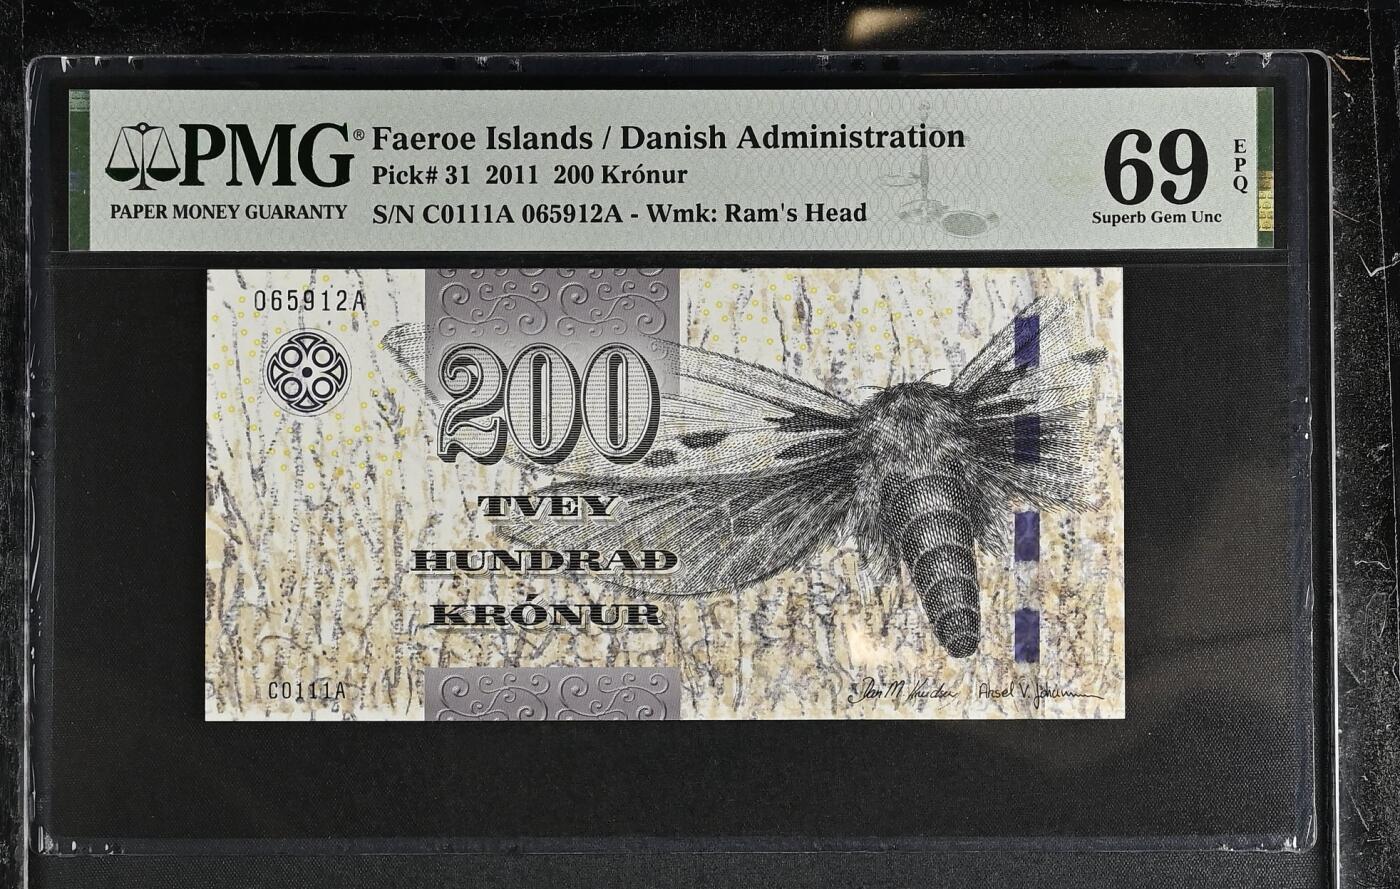 PMG®
PAPER MONEY GUARANTY
Faeroe Islands / Danish Administration
Pick# 31 2011 200 Krónur
S/N C0111A 065912A - Wmk: Ram's Head
69
EPQ
Superb Gem Unc
065912A
200
TVEY
HUNDRAÐ
KRÓNUR
C0111A